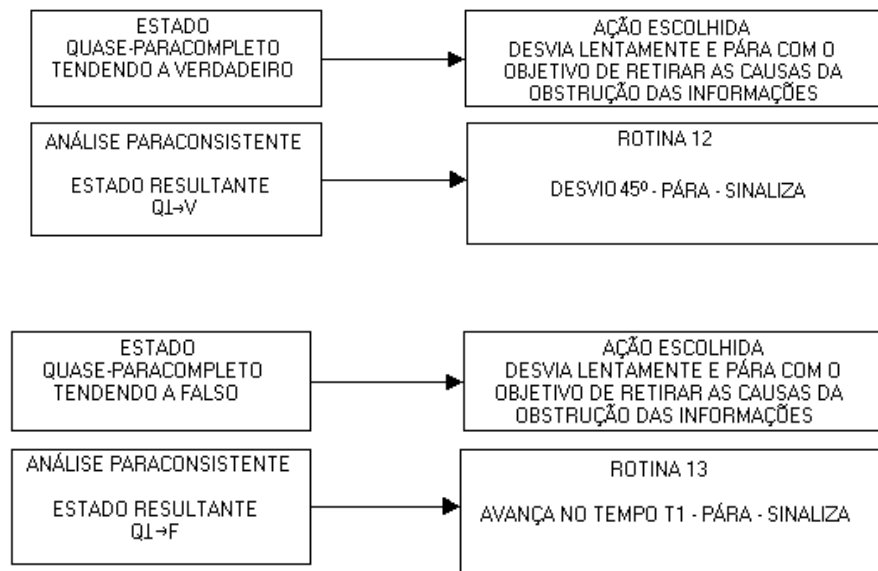 ESTADO
QUASE-PARACOMPLETO
TENDENDO A VERDADEIRO
AÇÃO ESCOLHIDA
DESVIA LENTAMENTE E PÁRA COM O
OBJETIVO DE RETIRAR AS CAUSAS DA
OBSTRUÇÃO DAS INFORMAÇÕES
ANÁLISE PARACONSISTENTE
ESTADO RESULTANTE
Q⊥→V
ROTINA 12
DESVIO 45º - PÁRA - SINALIZA
ESTADO
QUASE-PARACOMPLETO
TENDENDO A FALSO
AÇÃO ESCOLHIDA
DESVIA LENTAMENTE E PÁRA COM O
OBJETIVO DE RETIRAR AS CAUSAS DA
OBSTRUÇÃO DAS INFORMAÇÕES
ANÁLISE PARACONSISTENTE
ESTADO RESULTANTE
Q⊥→F
ROTINA 13
AVANÇA NO TEMPO T1 - PÁRA - SINALIZA